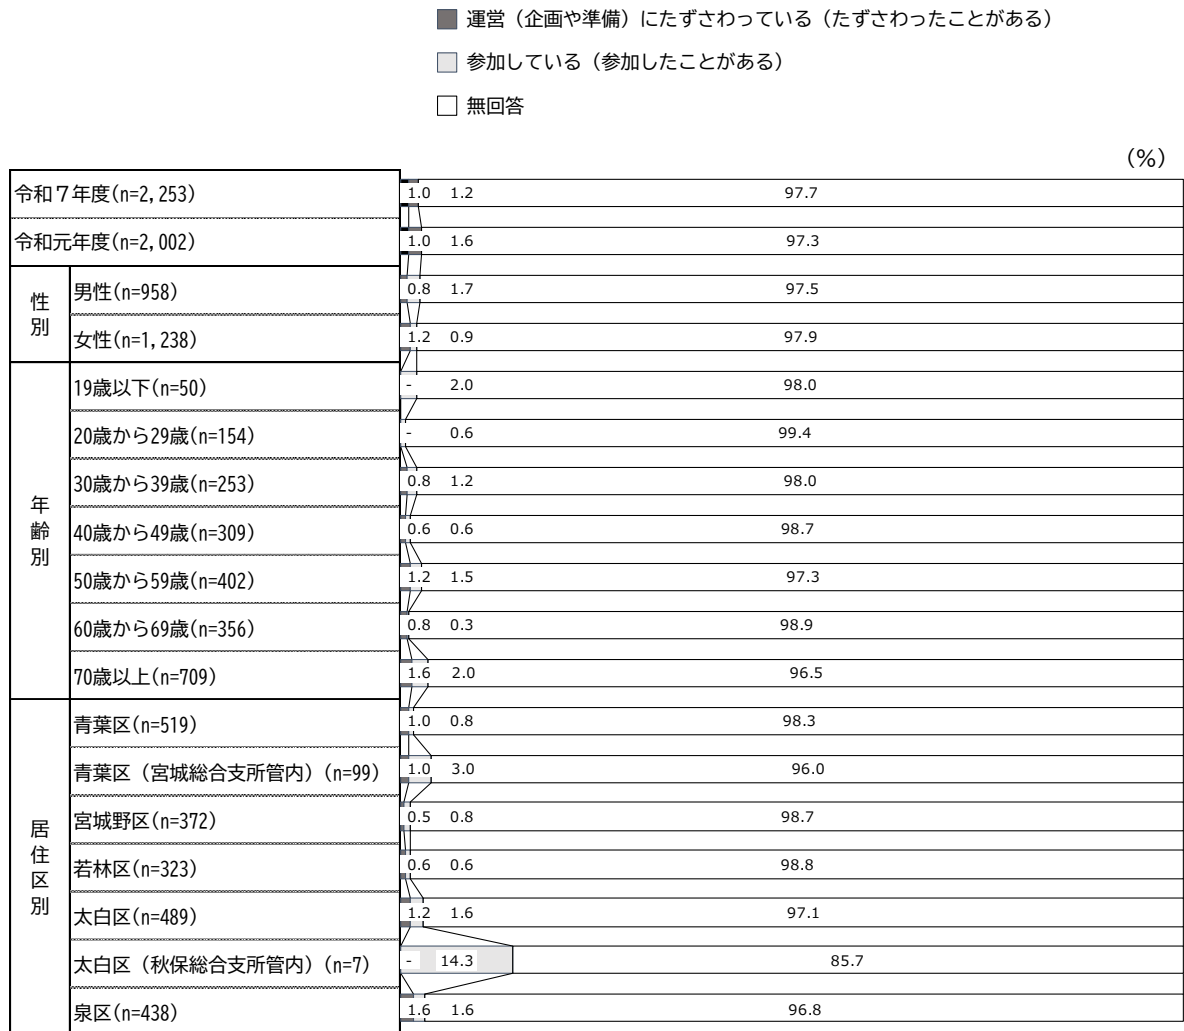 運営（企画や準備）にたずさわっている（たずさわったことがある）
参加している（参加したことがある）
無回答
（%）
令和７年度(n=2,253) 1.0 1.2 97.7
令和元年度(n=2,002) 1.0 1.6 97.3
性別
男性(n=958) 0.8 1.7 97.5
女性(n=1,238) 1.2 0.9 97.9
年齢別
19歳以下(n=50) - 2.0 98.0
20歳から29歳(n=154) - 0.6 99.4
30歳から39歳(n=253) 0.8 1.2 98.0
40歳から49歳(n=309) 0.6 0.6 98.7
50歳から59歳(n=402) 1.2 1.5 97.3
60歳から69歳(n=356) 0.8 0.3 98.9
70歳以上(n=709) 1.6 2.0 96.5
居住区別
青葉区(n=519) 1.0 0.8 98.3
青葉区（宮城総合支所管内）(n=99) 1.0 3.0 96.0
宮城野区(n=372) 0.5 0.8 98.7
若林区(n=323) 0.6 0.6 98.8
太白区(n=489) 1.2 1.6 97.1
太白区（秋保総合支所管内）(n=7) - 14.3 85.7
泉区(n=438) 1.6 1.6 96.8